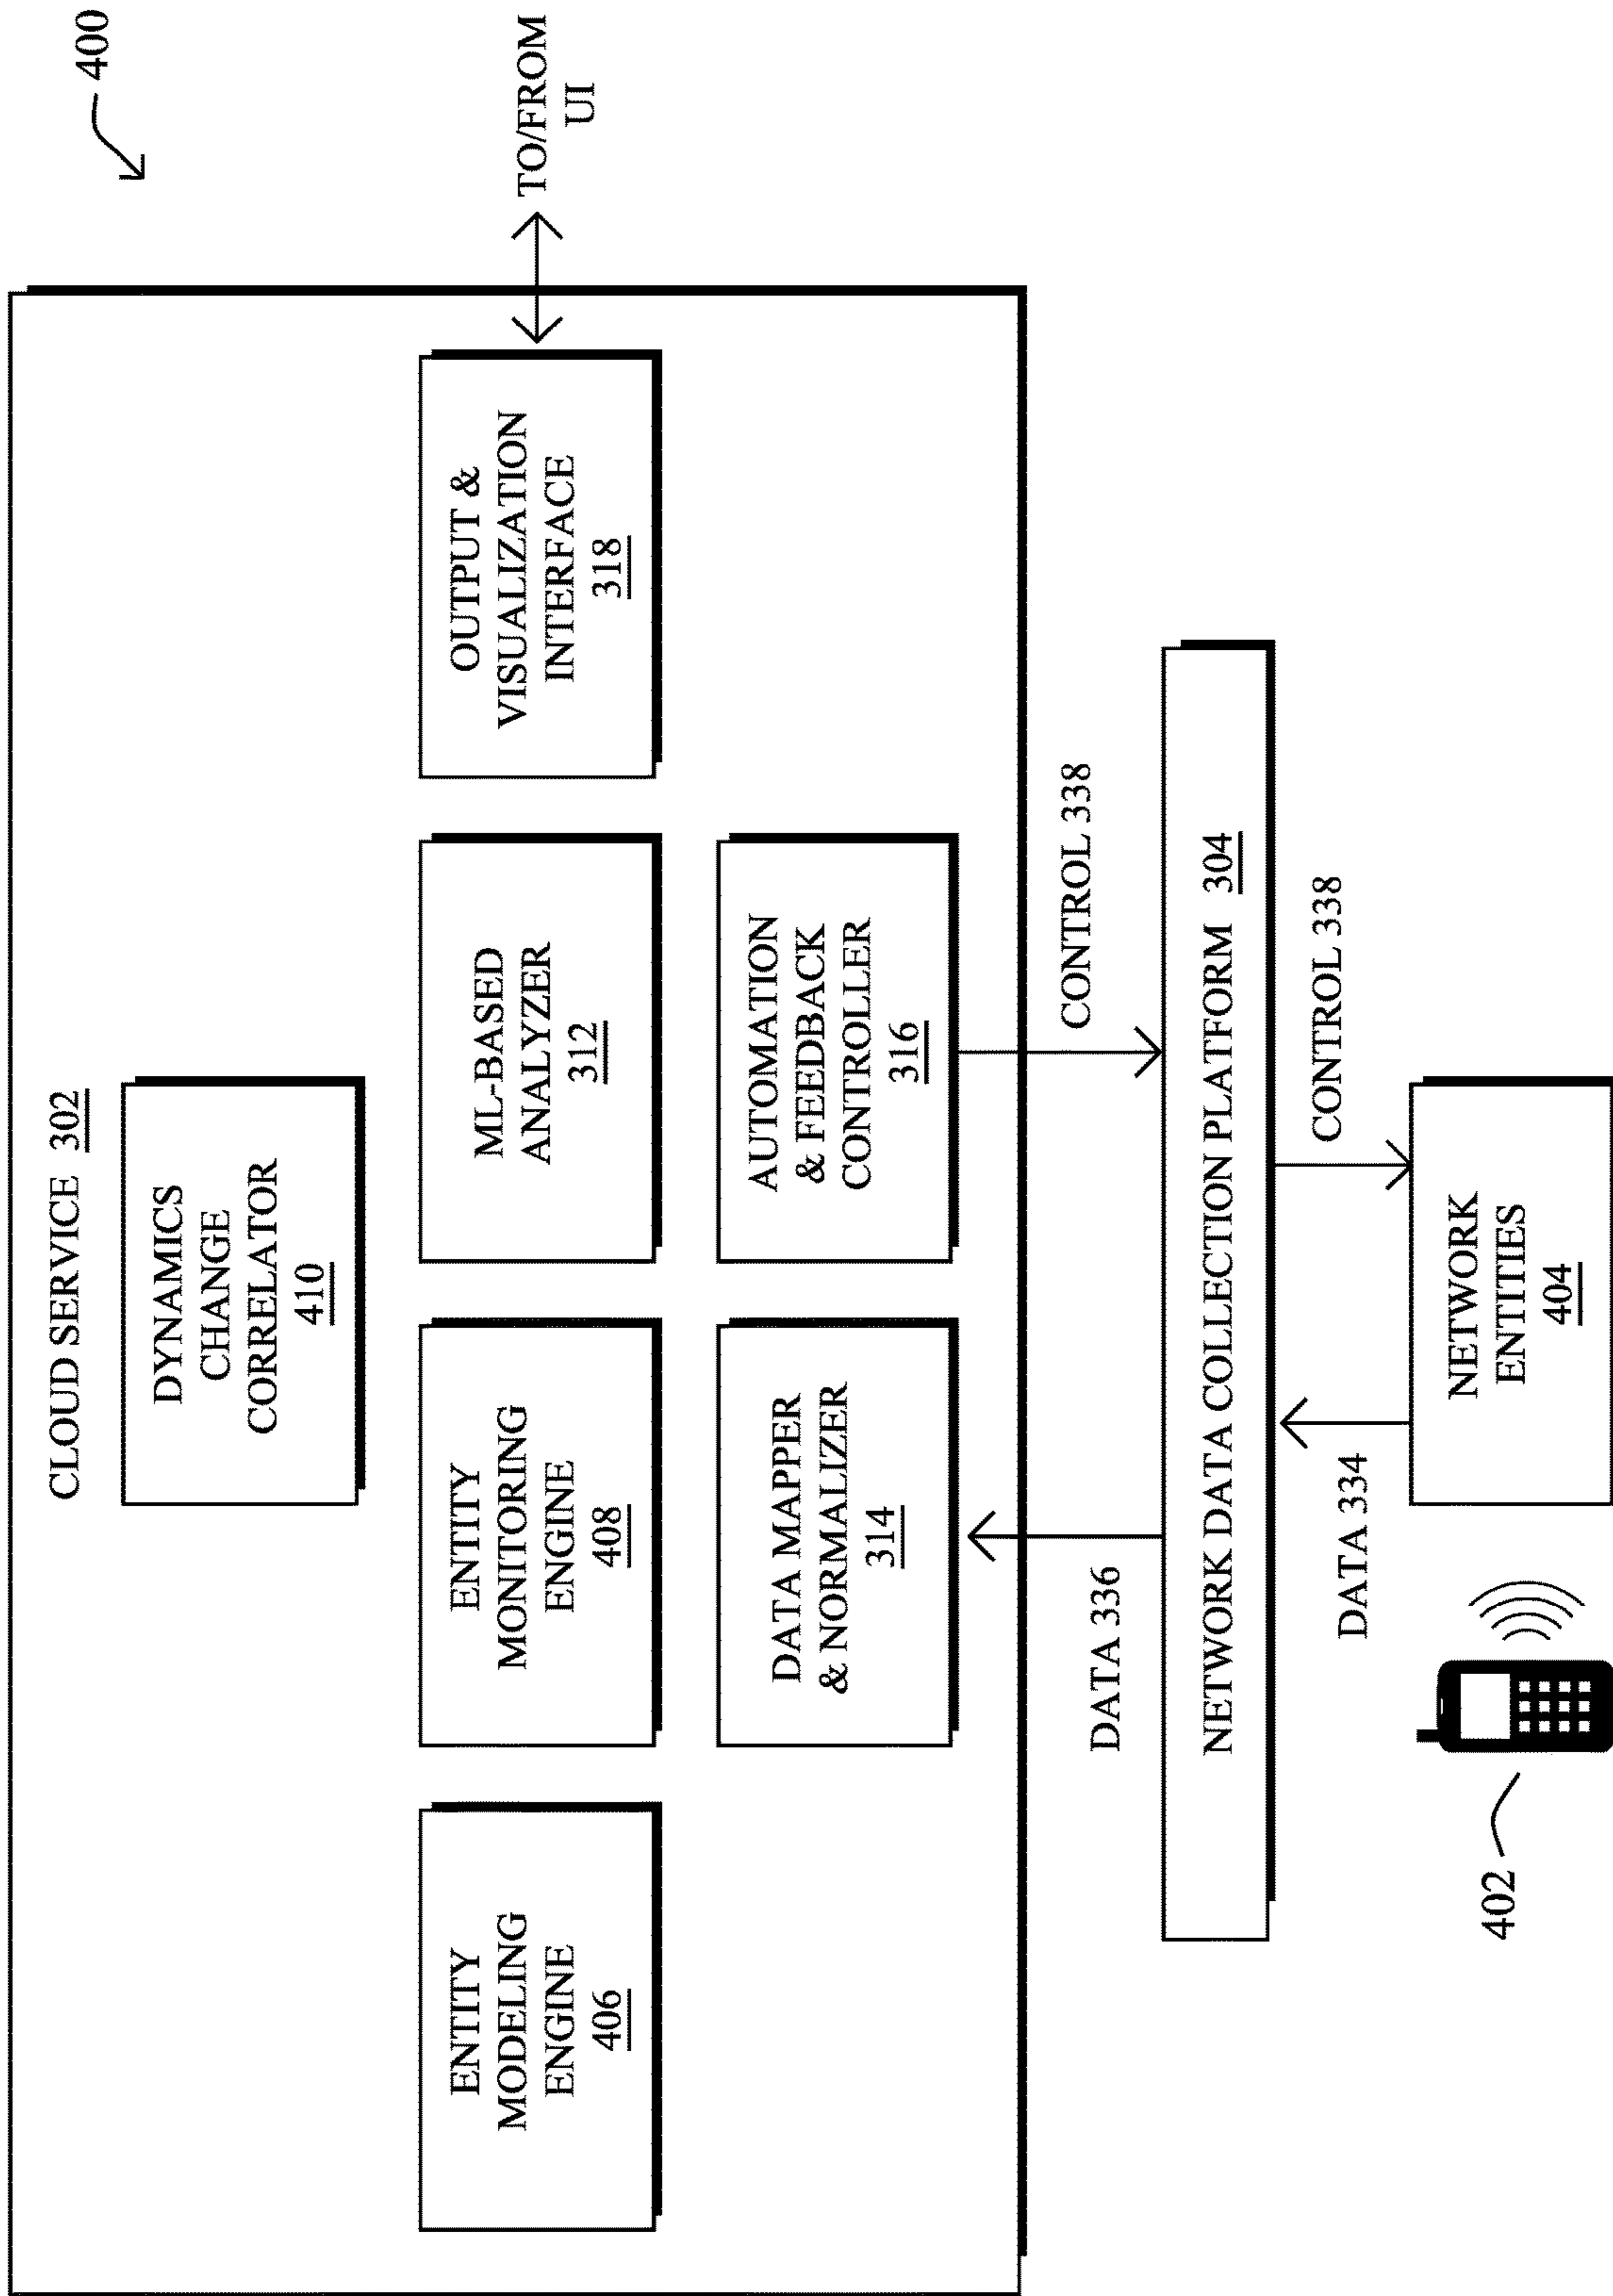 400
CLOUD SERVICE 302
DYNAMICS
CHANGE
CORRELATOR
410
ENTITY
MODELING
ENGINE
406
ENTITY
MONITORING
ENGINE
408
ML-BASED
ANALYZER
312
OUTPUT &
VISUALIZATION
INTERFACE
318
TO/FROM
UI
DATA MAPPER
& NORMALIZER
314
AUTOMATION
& FEEDBACK
CONTROLLER
316
DATA 336
CONTROL 338
NETWORK DATA COLLECTION PLATFORM 304
DATA 334
CONTROL 338
402
NETWORK
ENTITIES
404